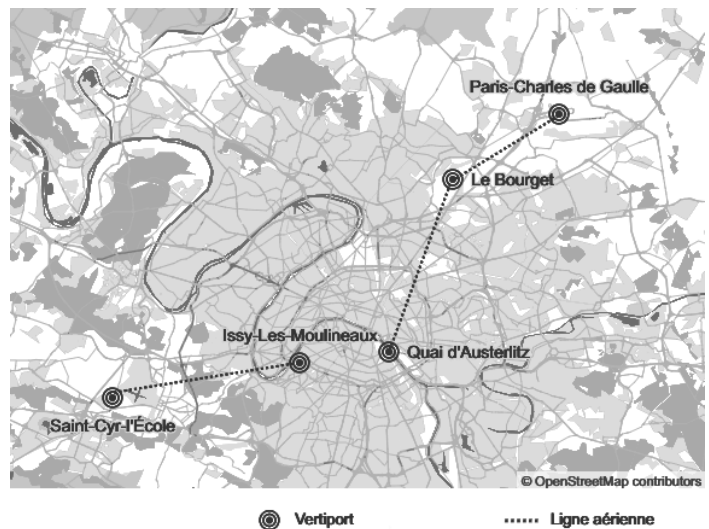 Paris-Charles de Gaulle
Le Bourget
Issy-Les-Moulineaux
Quai d'Austerlitz
Saint-Cyr-l'École
© OpenStreetMap contributors
Vertiport
Ligne aérienne